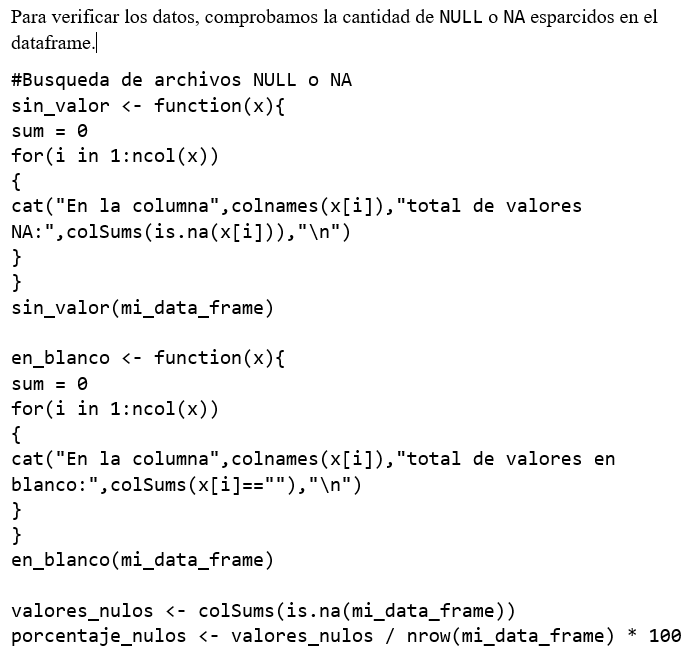 Para verificar los datos, comprobamos la cantidad de NULL o NA esparcidos en el
dataframe.
#Busqueda de archivos NULL o NA
sin_valor <- function(x){
sum = 0
for(i in 1:ncol(x))
{
cat("En la columna",colnames(x[i]),"total de valores
NA:",colSums(is.na(x[i])),"\n")
}
}
sin_valor(mi_data_frame)
en_blanco <- function(x){
sum = 0
for(i in 1:ncol(x))
{
cat("En la columna",colnames(x[i]),"total de valores en
blanco:",colSums(x[i]==""),"\n")
}
}
en_blanco(mi_data_frame)
valores_nulos <- colSums(is.na(mi_data_frame))
porcentaje_nulos <- valores_nulos / nrow(mi_data_frame) * 100